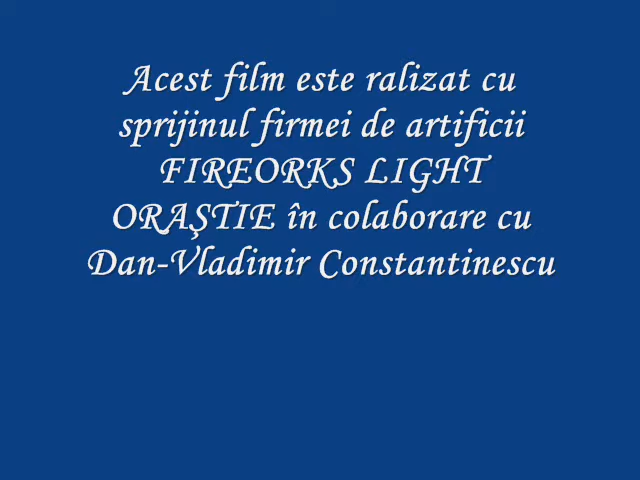 Acest film este ralizat cu
sprijinul firmei de artificii
FIREORKS LIGHT
ORAŞTIE în colaborare cu
Dan-Vladimir Constantinescu